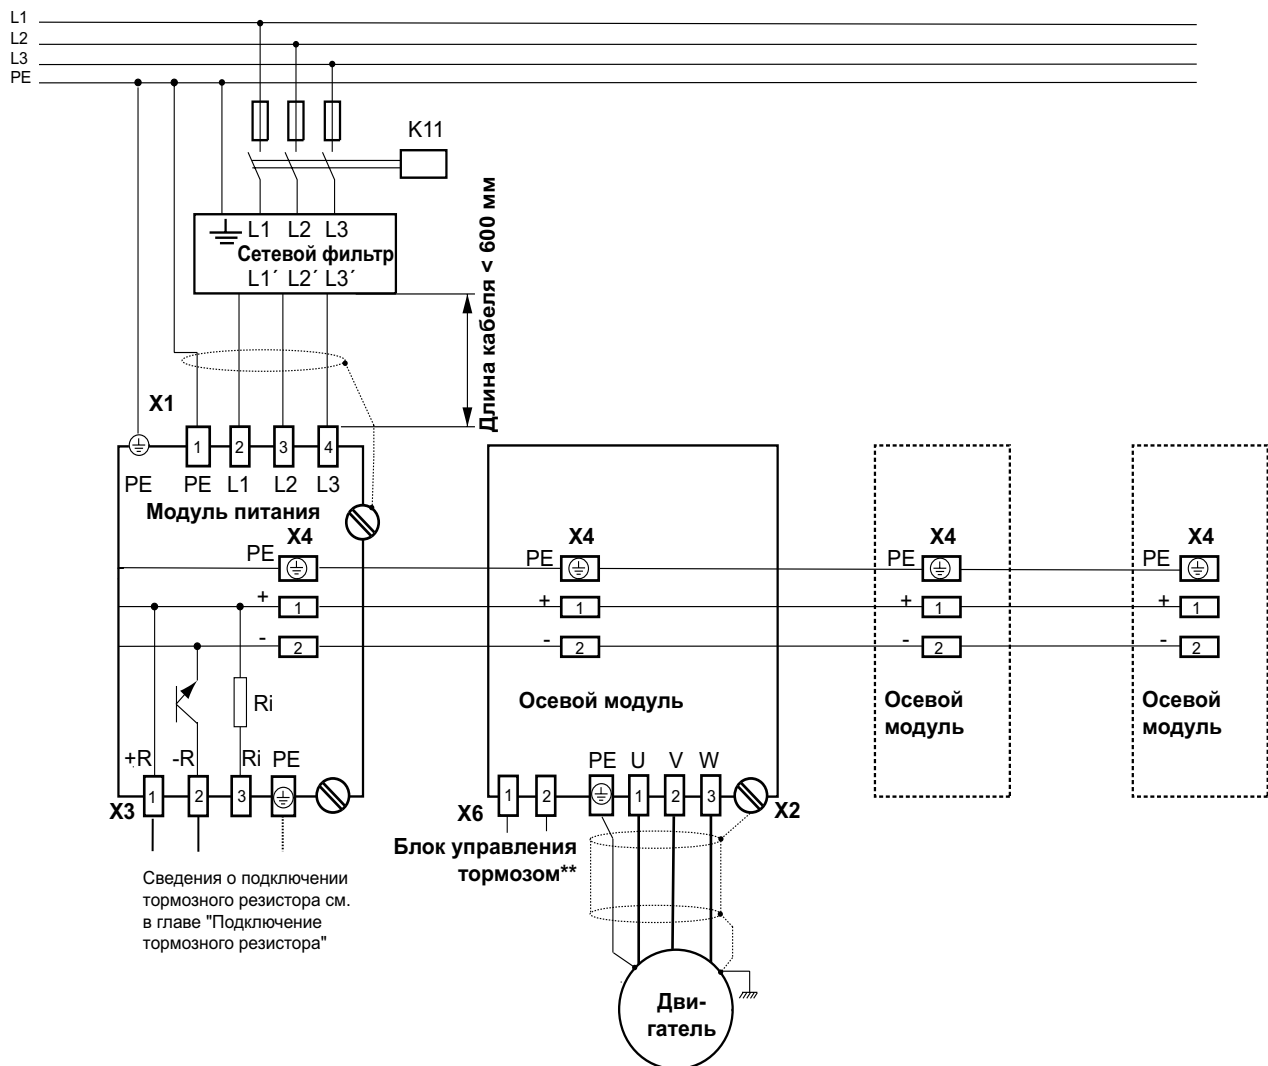 L1
L2
L3
PE
K11
L1 L2 L3
Сетевой фильтр
L1´ L2´ L3´
Длина кабеля < 600 мм
X1
1 2 3 4
PE PE L1 L2 L3
Модуль питания
X4 X4 X4 X4
PE PE PE PE
+ 1 + 1 + 1 + 1
- 2 - 2 - 2 - 2
Ri
Осевой модуль
Осевой
модуль
Осевой
модуль
+R -R Ri PE
PE U V W
X3 1 2 3
X6 1 2 1 2 3 X2
Блок управления
тормозом**
Сведения о подключении
тормозного резистора см.
в главе "Подключение
тормозного резистора"
Дви-
гатель